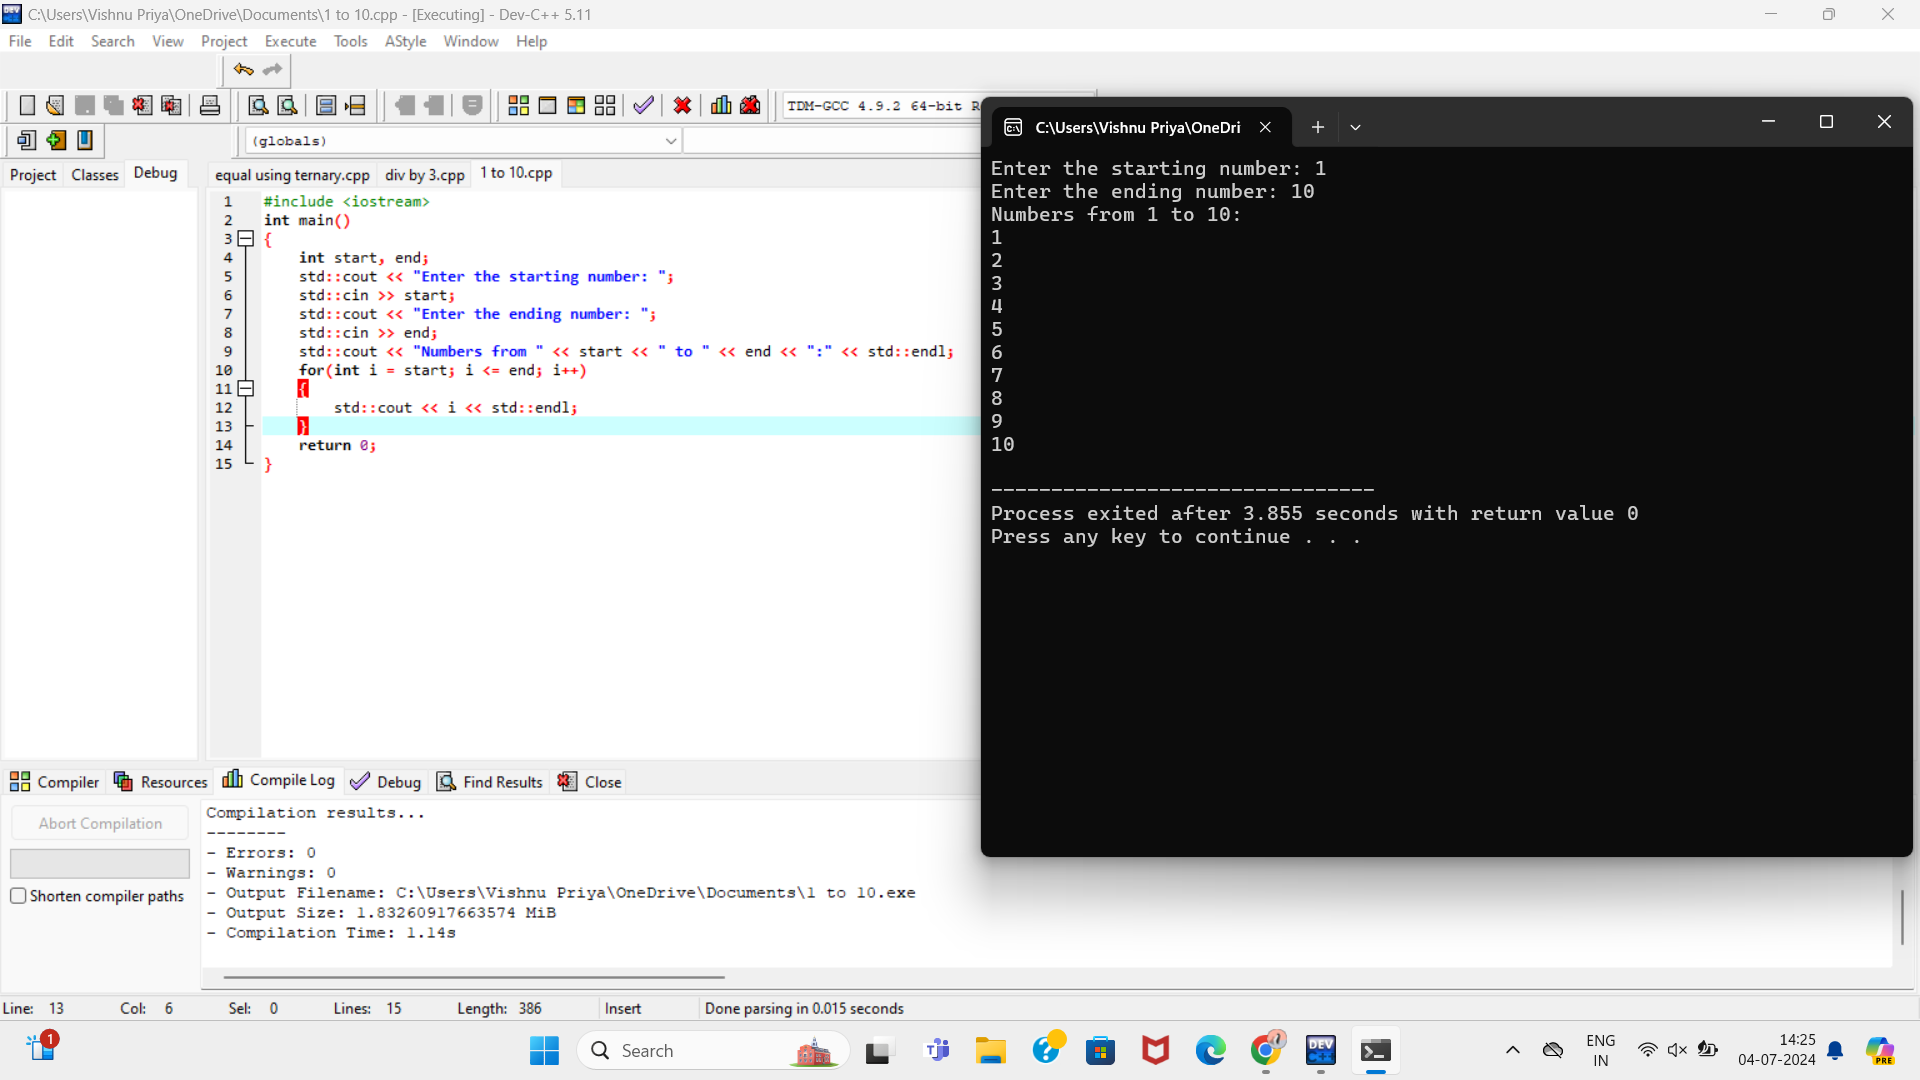 C:\Users\Vishnu Priya\OneDrive\Documents\1 to 10.cpp - [Executing] - Dev-C++ 5.11
File Edit Search View Project Execute Tools AStyle Window Help
TDM-GCC 4.9.2 64-bit
(globals)
Project Classes Debug
equal using ternary.cpp div by 3.cpp 1 to 10.cpp
1 #include <iostream>
2 int main()
3 {
4 int start, end;
5 std::cout << "Enter the starting number: ";
6 std::cin >> start;
7 std::cout << "Enter the ending number: ";
8 std::cin >> end;
9 std::cout << "Numbers from " << start << " to " << end << ":" << std::endl;
10 for(int i = start; i <= end; i++)
11 {
12 std::cout << i << std::endl;
13 }
14 return 0;
15 }
C:\Users\Vishnu Priya\OneDri
Enter the starting number: 1
Enter the ending number: 10
Numbers from 1 to 10:
1
2
3
4
5
6
7
8
9
10
--------------------------------
Process exited after 3.855 seconds with return value 0
Press any key to continue . . .
Compiler Resources Compile Log Debug Find Results Close
Abort Compilation
Shorten compiler paths
Compilation results...
--------
- Errors: 0
- Warnings: 0
- Output Filename: C:\Users\Vishnu Priya\OneDrive\Documents\1 to 10.exe
- Output Size: 1.83260917663574 MiB
- Compilation Time: 1.14s
Line: 13 Col: 6 Sel: 0 Lines: 15 Length: 386 Insert Done parsing in 0.015 seconds
1
Search
DEV
ENG
IN
14:25
04-07-2024
PRE